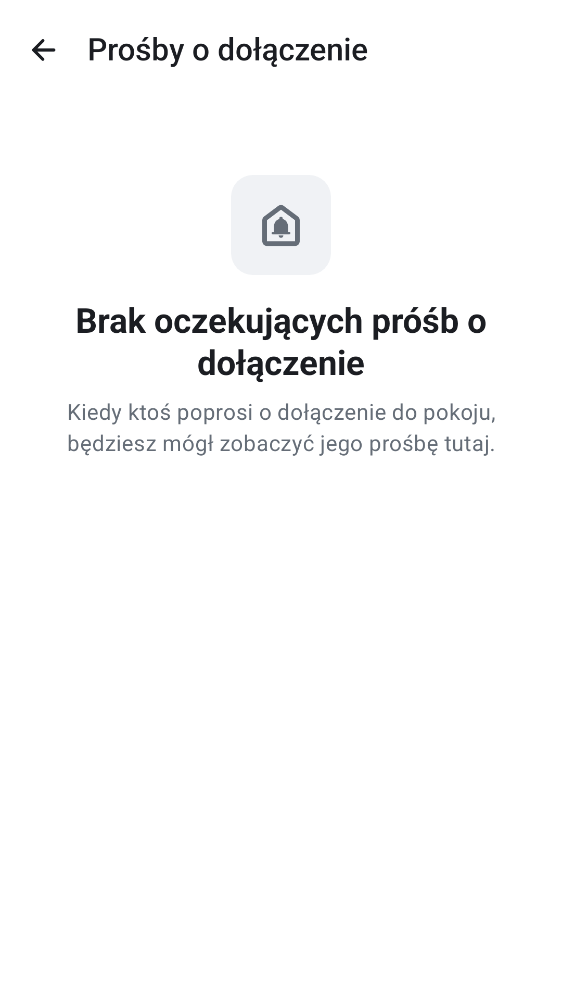 Prośby o dołączenie
Brak oczekujących próśb o
dołączenie
Kiedy ktoś poprosi o dołączenie do pokoju,
będziesz mógł zobaczyć jego prośbę tutaj.